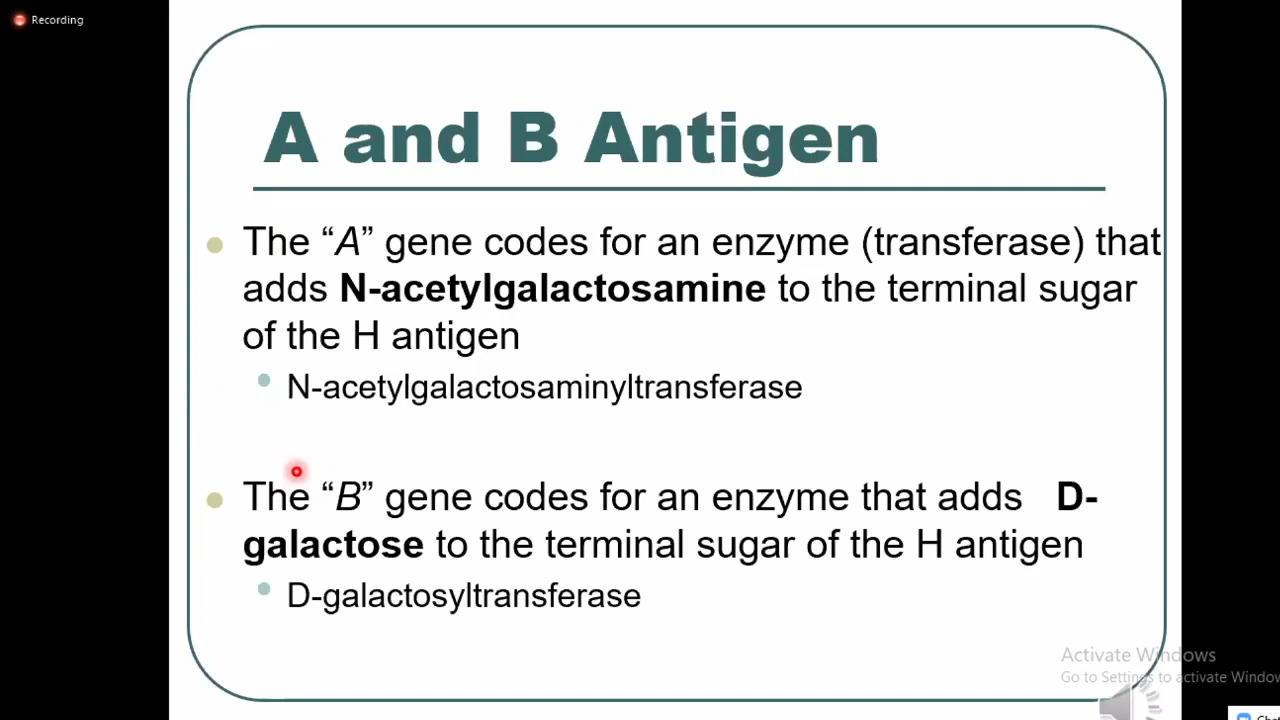 Recording
A and B Antigen
The “A” gene codes for an enzyme (transferase) that
adds N-acetylgalactosamine to the terminal sugar
of the H antigen
N-acetylgalactosaminyltransferase
The “B” gene codes for an enzyme that adds D-
galactose to the terminal sugar of the H antigen
D-galactosyltransferase
Activate Windows
Go to Settings to activate Window